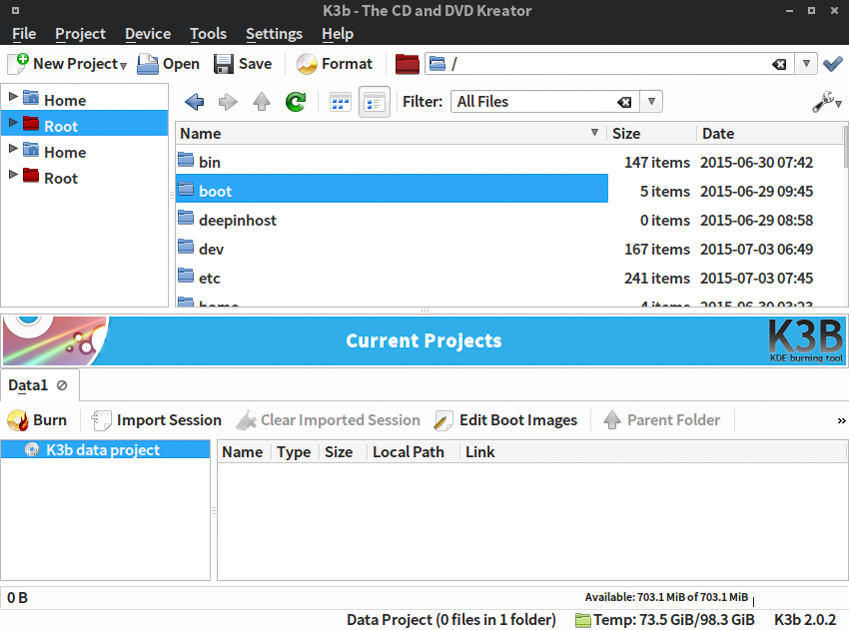 K3b - The CD and DVD Kreator
File Project Device Tools Settings Help
New Project Open Save Format /
Home
Root
Home
Root
Filter: All Files
Name Size Date
bin 147 items 2015-06-30 07:42
boot 5 items 2015-06-29 09:45
deepinhost 0 items 2015-06-29 08:58
dev 167 items 2015-07-03 06:49
etc 241 items 2015-07-03 07:45
home 4 items 2015-06-30 03:23
Current Projects
K3B
KDE burning tool
Data1
Burn Import Session Clear Imported Session Edit Boot Images Parent Folder »
K3b data project
Name Type Size Local Path Link
0 B Available: 703.1 MiB of 703.1 MiB
Data Project (0 files in 1 folder) Temp: 73.5 GiB/98.3 GiB K3b 2.0.2